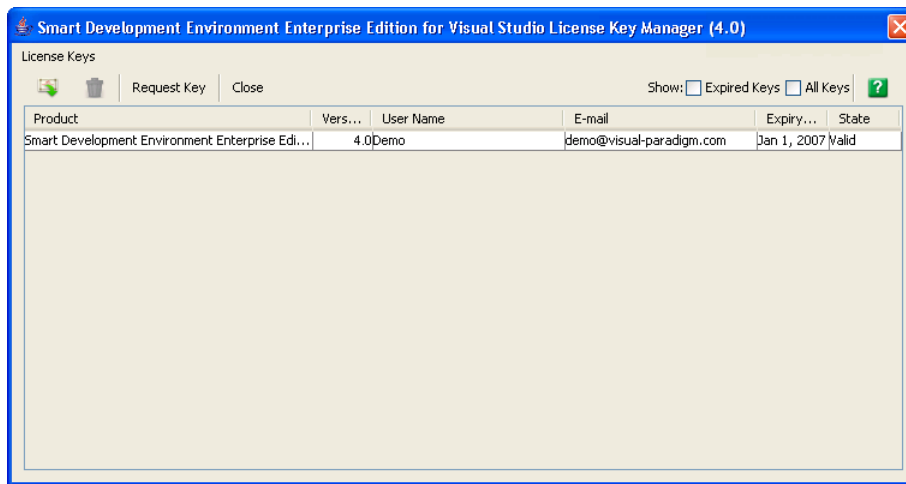 Smart Development Environment Enterprise Edition for Visual Studio License Key Manager (4.0)
License Keys
Request Key Close Show: Expired Keys All Keys ?
Product Vers... User Name E-mail Expiry... State
Smart Development Environment Enterprise Edi... 4.0 Demo demo@visual-paradigm.com Jan 1, 2007 Valid